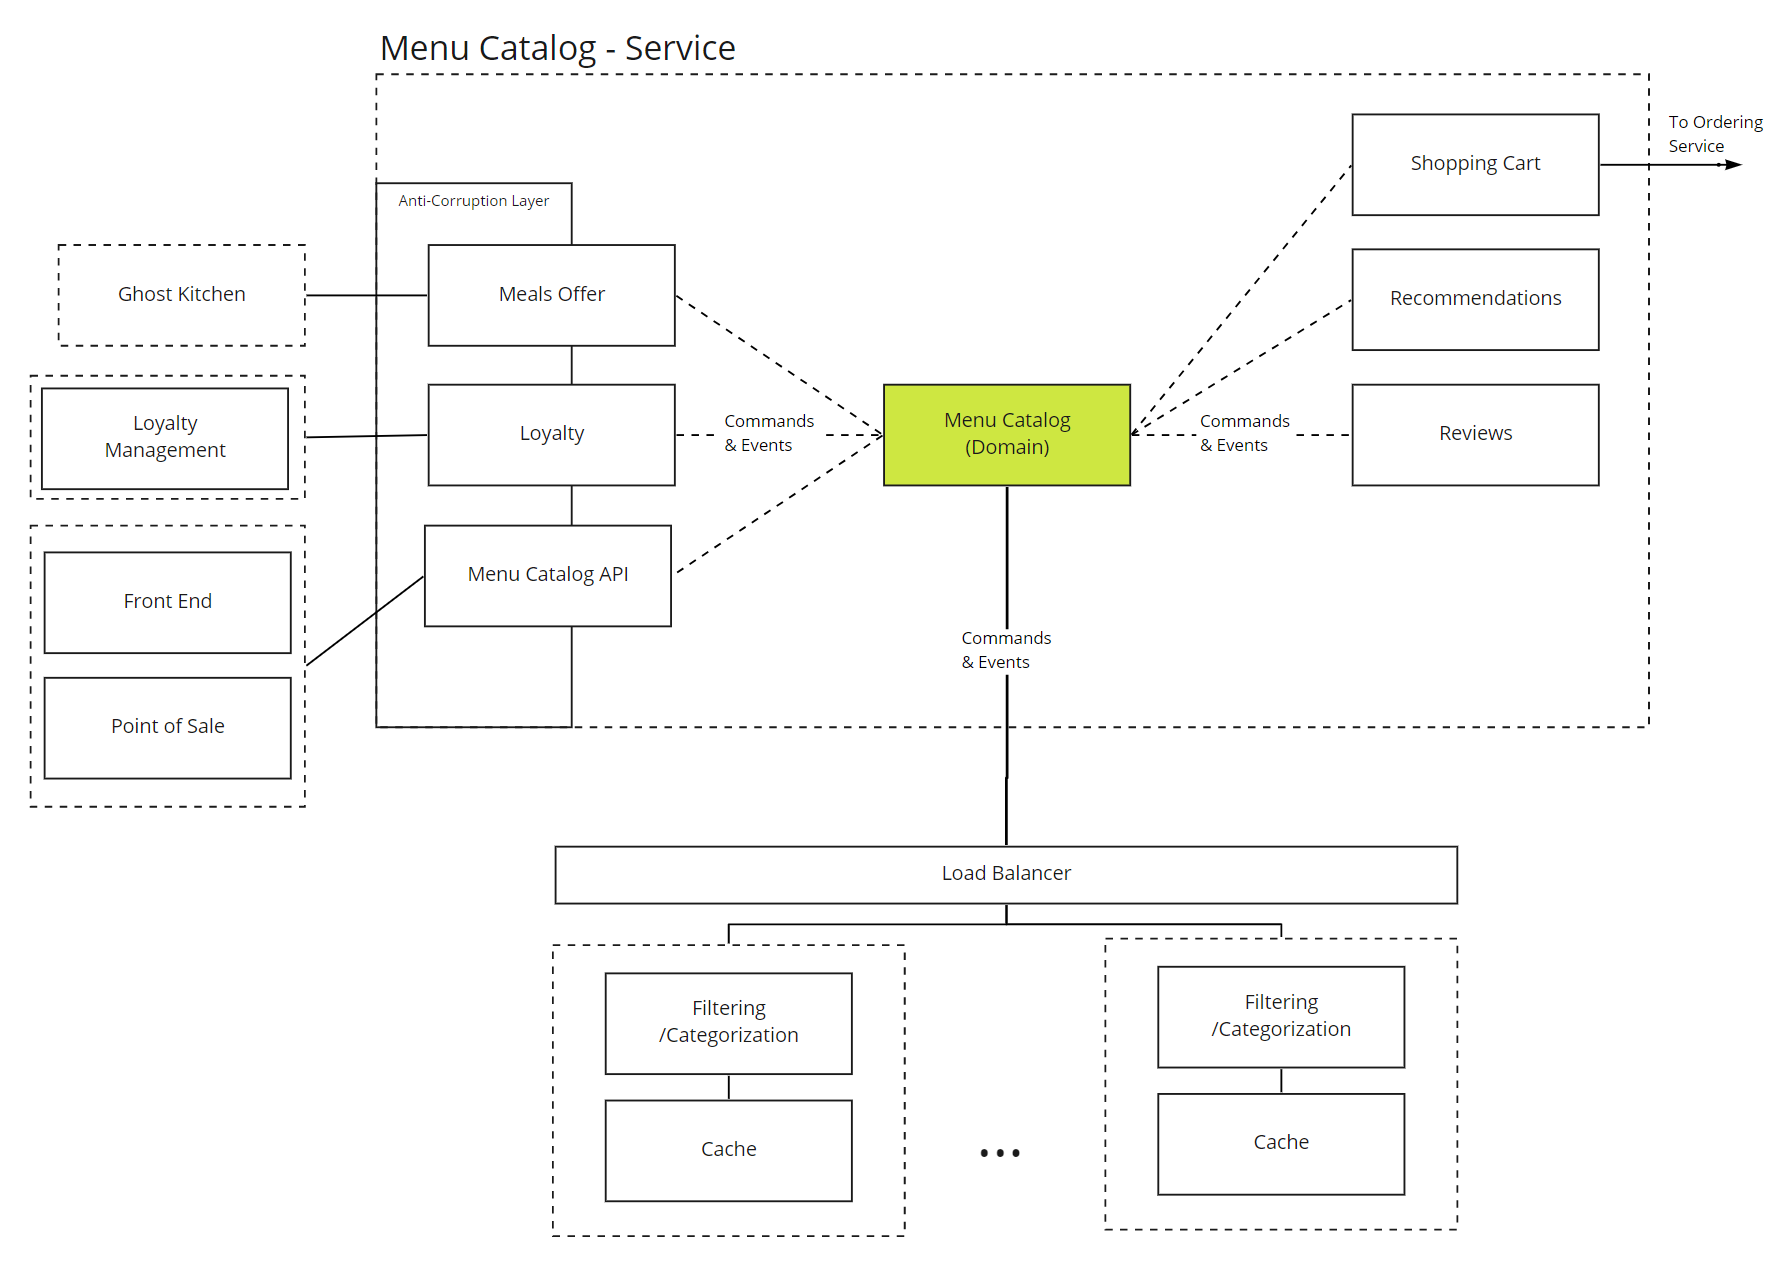 Menu Catalog - Service
To Ordering
Service
Shopping Cart
Anti-Corruption Layer
Ghost Kitchen
Meals Offer
Recommendations
Loyalty
Management
Loyalty
Commands
& Events
Menu Catalog
(Domain)
Commands
& Events
Reviews
Front End
Menu Catalog API
Point of Sale
Commands
& Events
Load Balancer
Filtering
/Categorization
Cache
...
Filtering
/Categorization
Cache